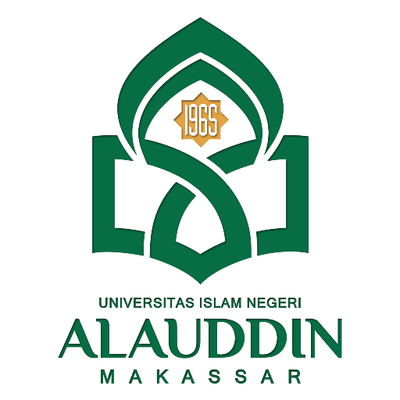 1965
UNIVERSITAS ISLAM NEGERI
ALAUDDIN
MAKASSAR